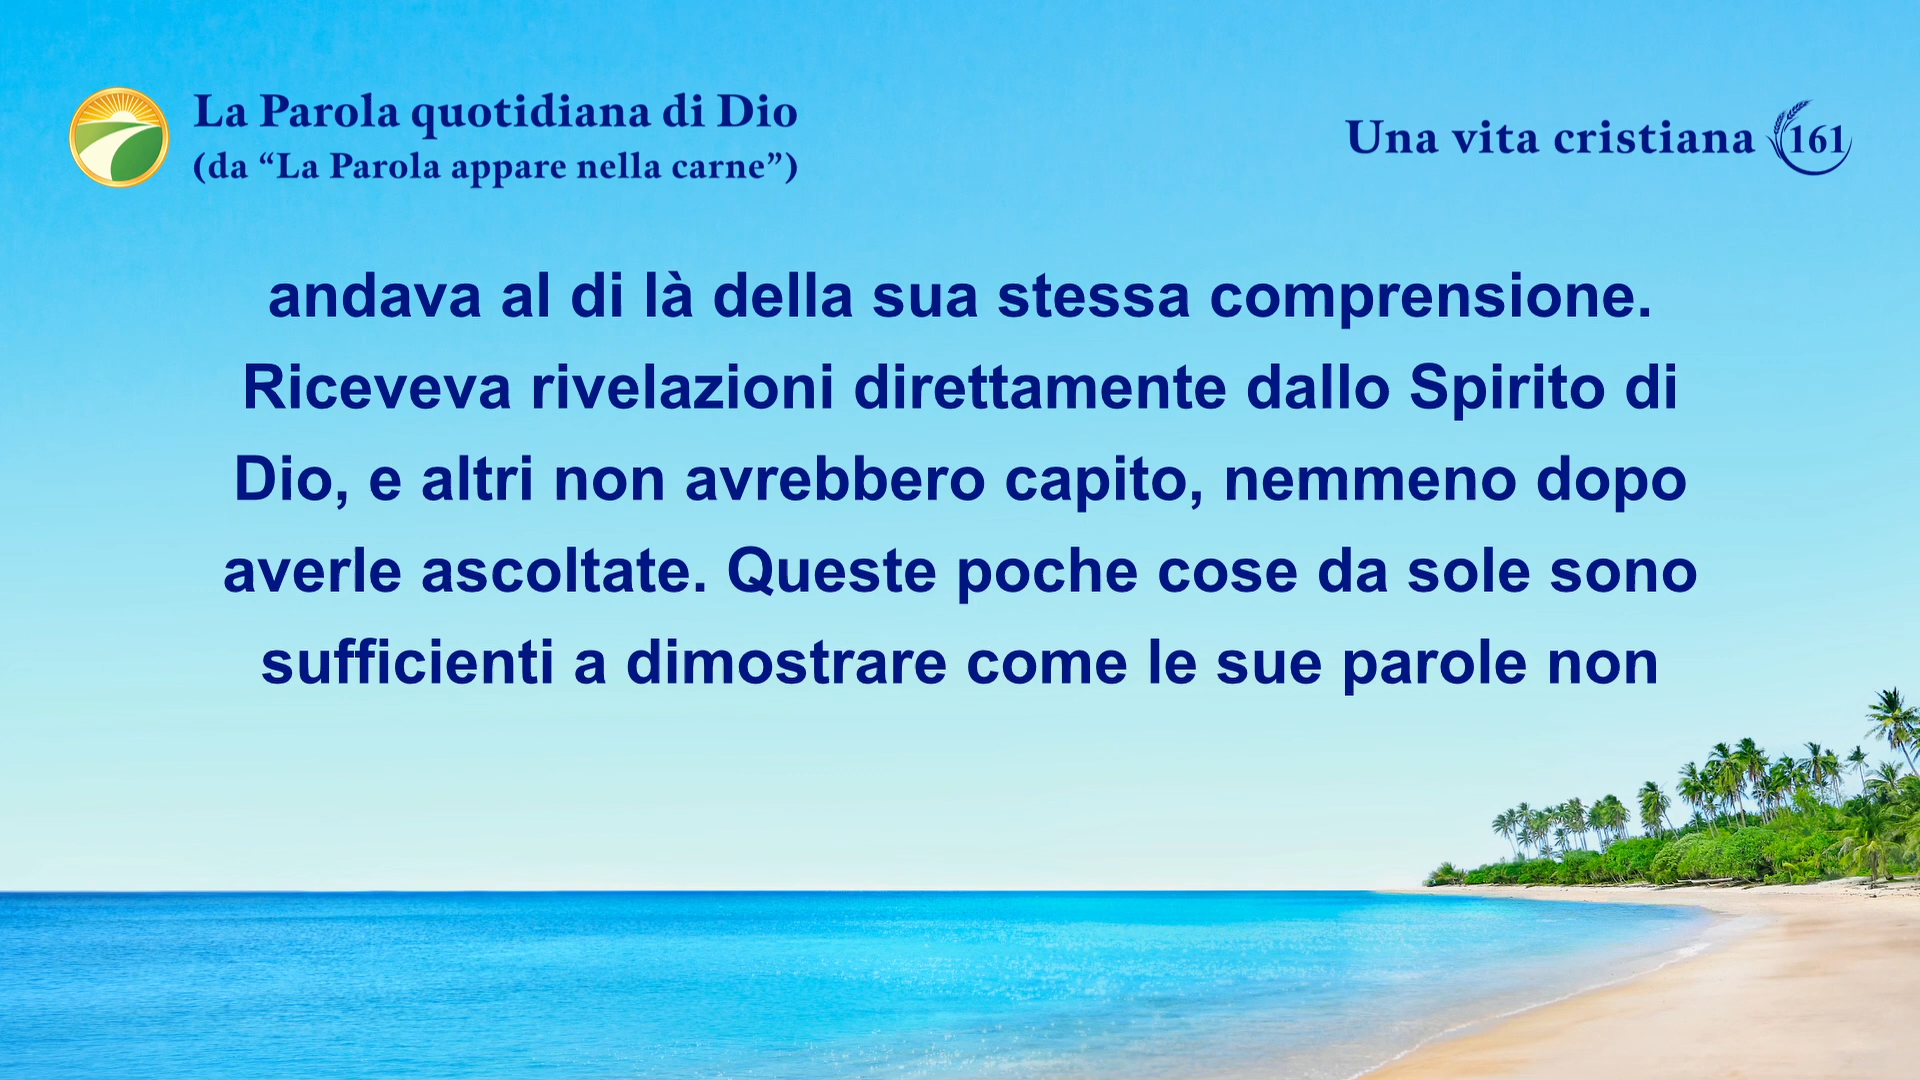 La Parola quotidiana di Dio
(da “La Parola appare nella carne”)
Una vita cristiana 161
andava al di là della sua stessa comprensione.
Riceveva rivelazioni direttamente dallo Spirito di
Dio, e altri non avrebbero capito, nemmeno dopo
averle ascoltate. Queste poche cose da sole sono
sufficienti a dimostrare come le sue parole non